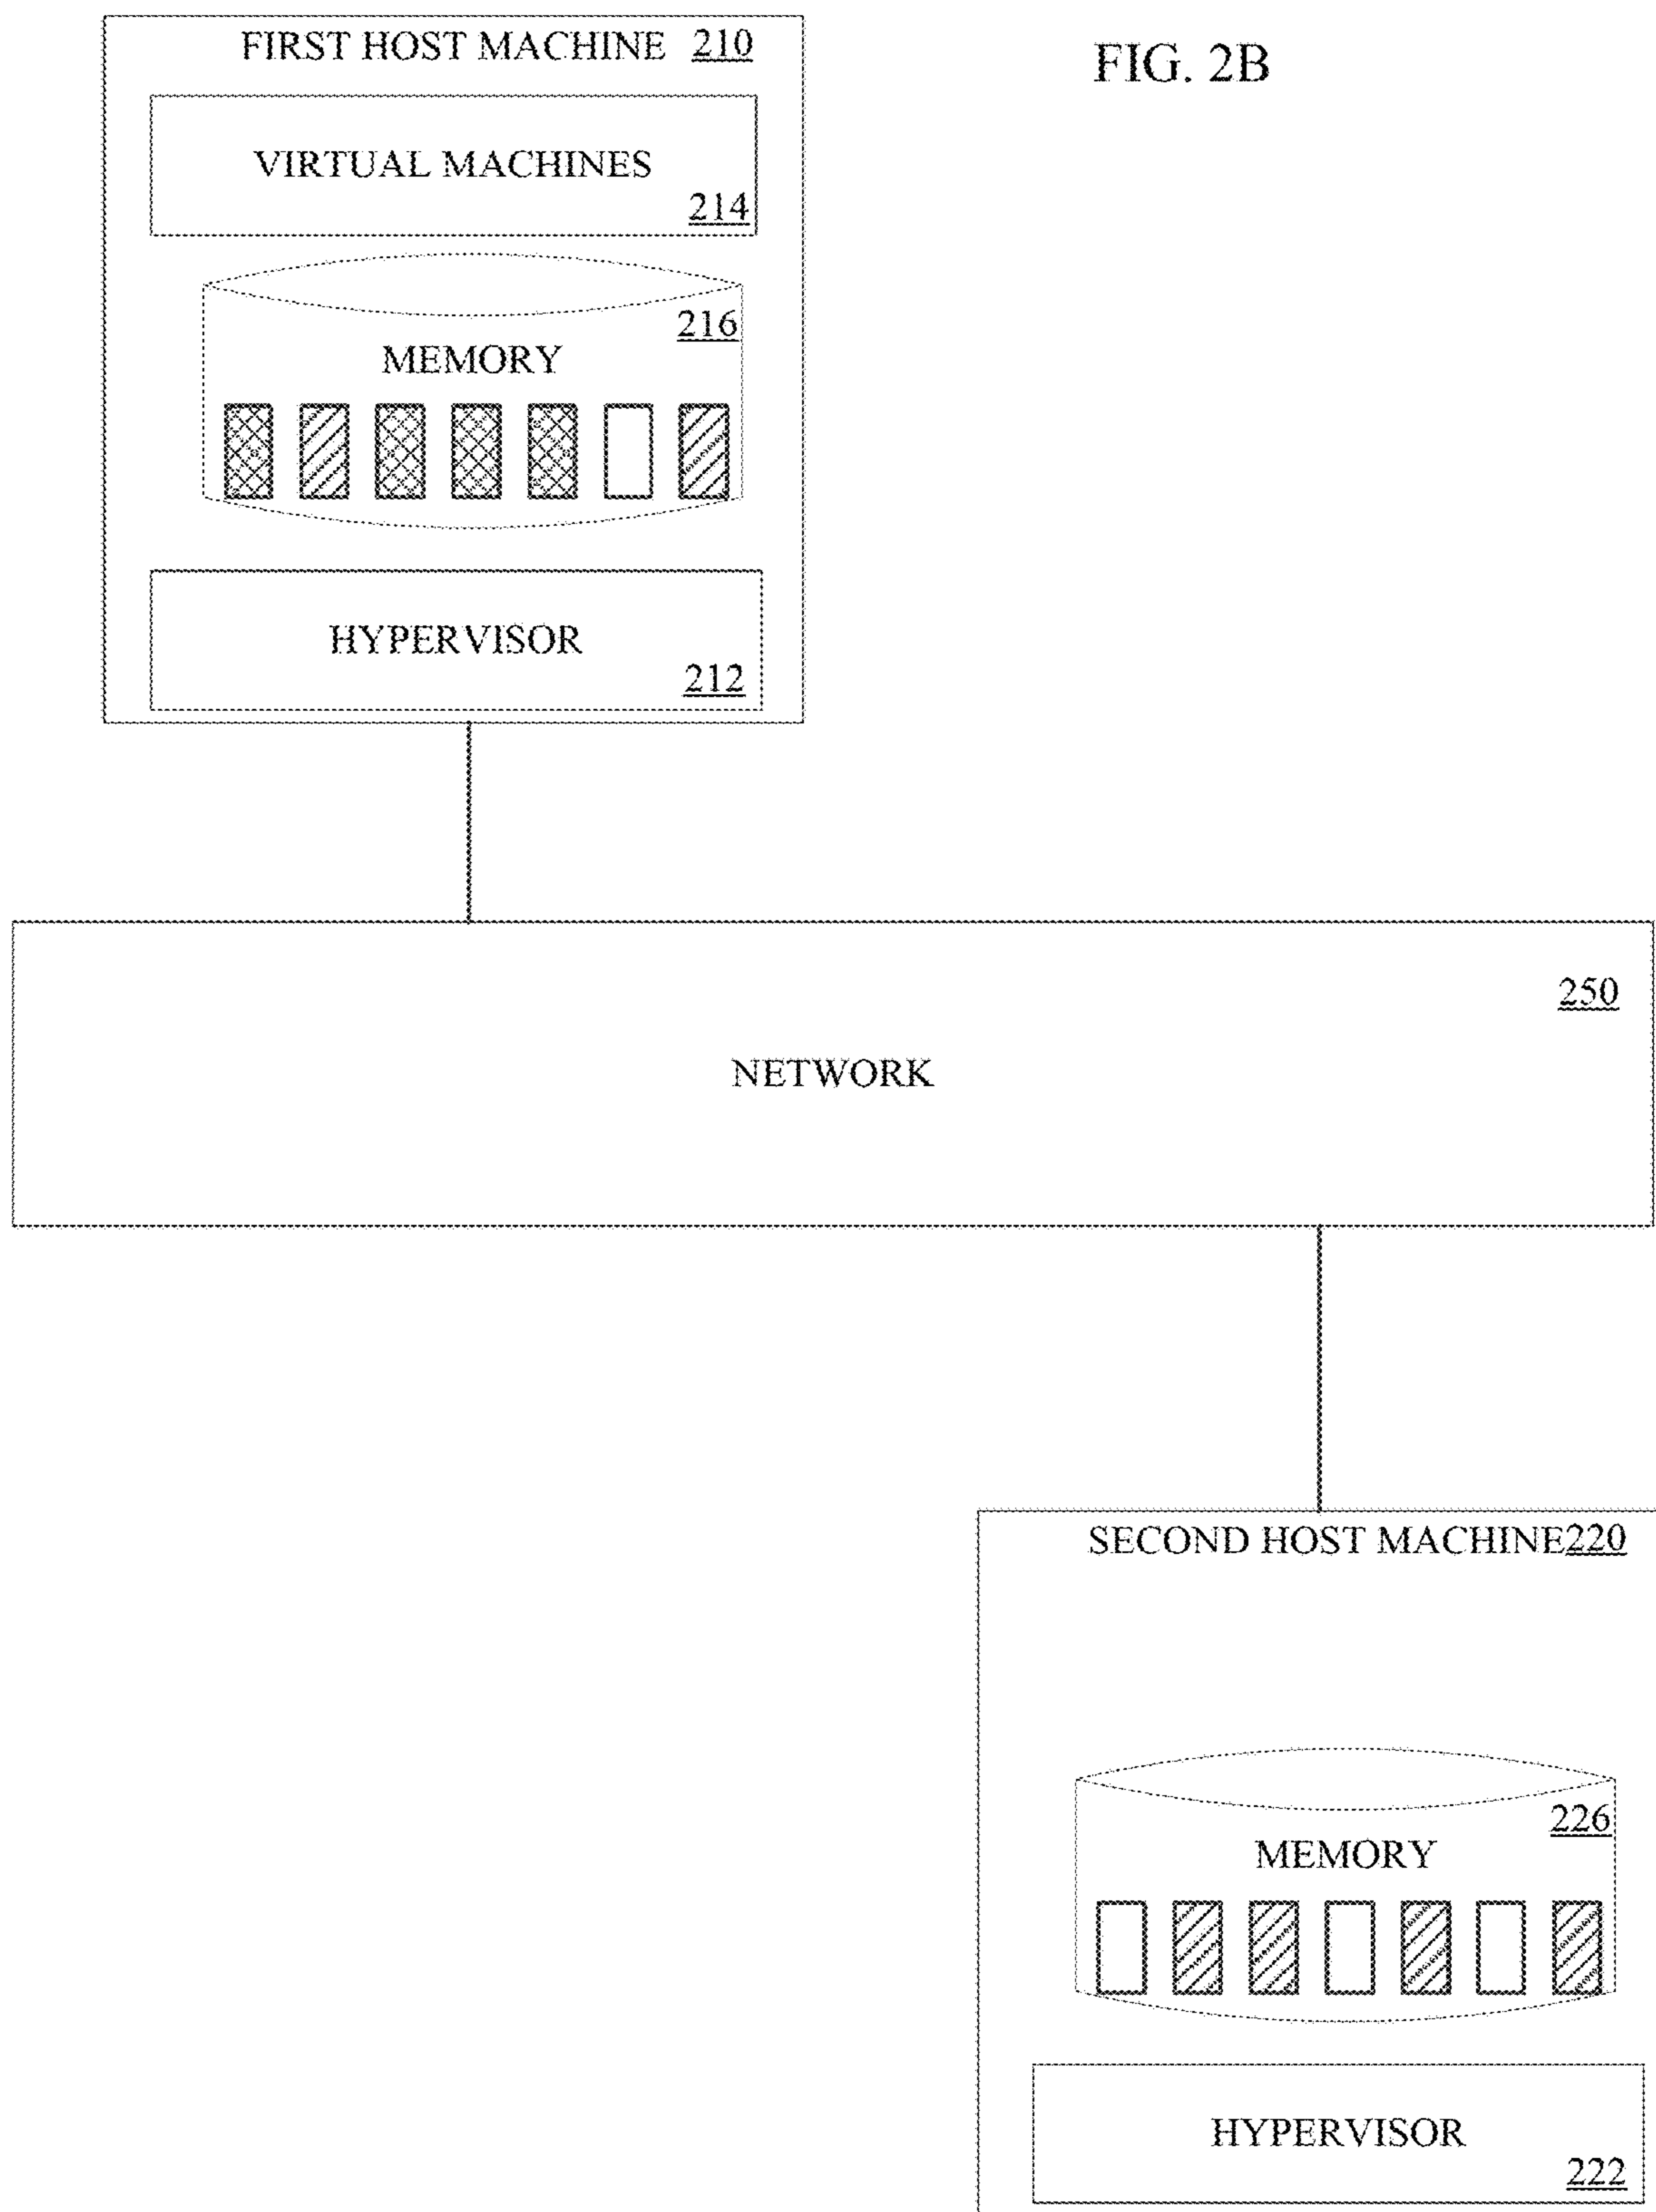 FIG. 2B
FIRST HOST MACHINE 210
VIRTUAL MACHINES
214
216
MEMORY
HYPERVISOR
212
250
NETWORK
SECOND HOST MACHINE220
226
MEMORY
HYPERVISOR
222